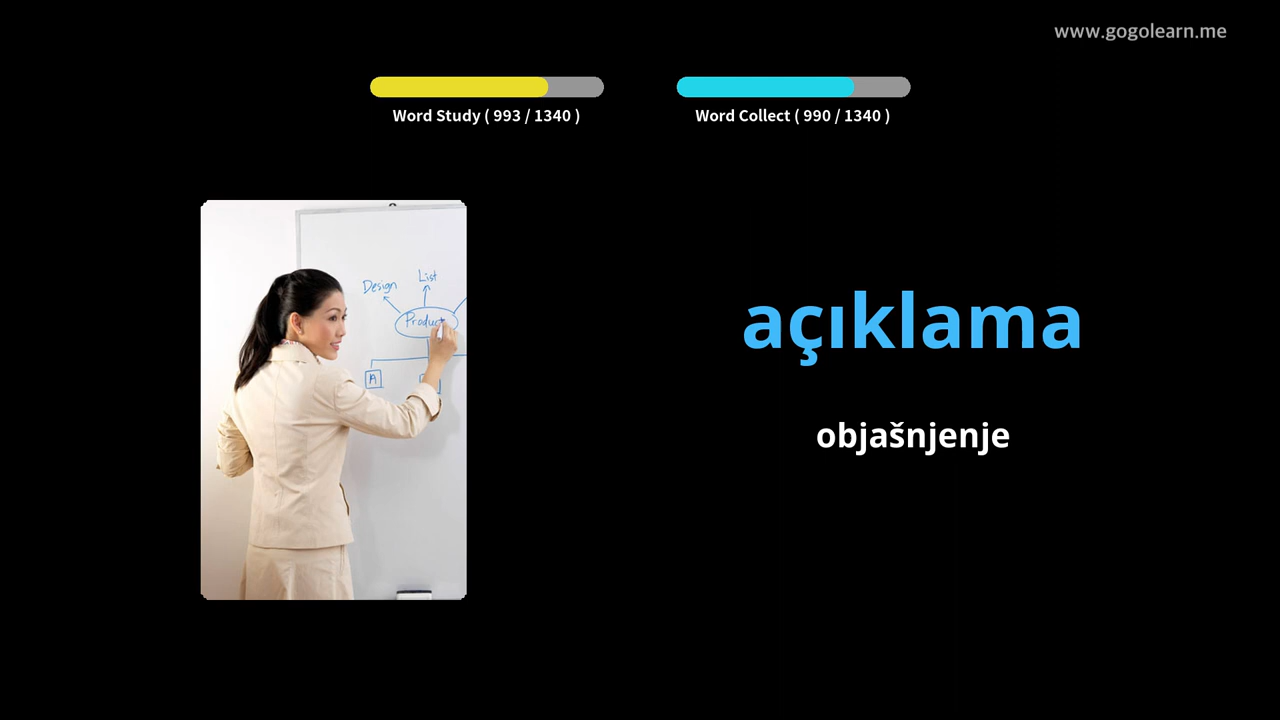 www.gogolearn.me
Word Study ( 993 / 1340 )
Word Collect ( 990 / 1340 )
Design
List
Product
A
açıklama
objašnjenje